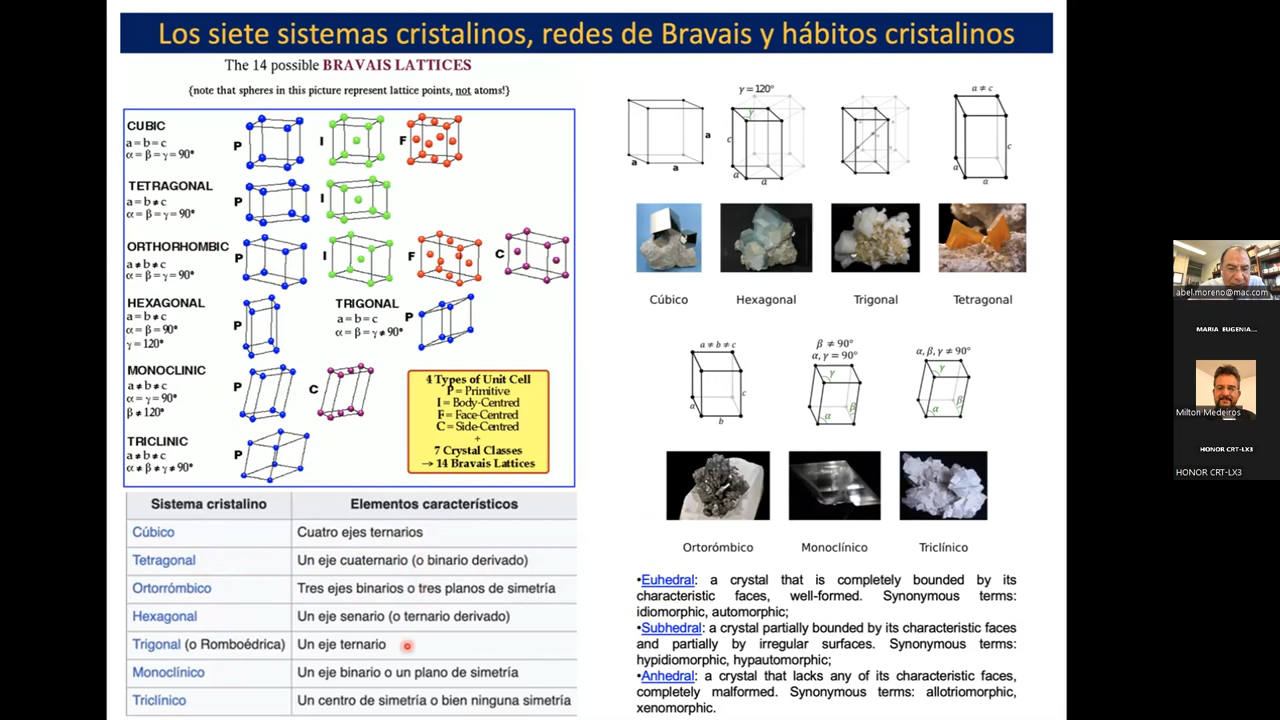 Los siete sistemas cristalinos, redes de Bravais y hábitos cristalinos
The 14 possible BRAVAIS LATTICES
{note that spheres in this picture represent lattice points, not atoms!}
CUBIC
a = b = c
α = β = γ = 90°
P
I
F
TETRAGONAL
a = b ≠ c
α = β = γ = 90°
P
I
ORTHORHOMBIC
a ≠ b ≠ c
α = β = γ = 90°
P
I
F
C
HEXAGONAL
a = b ≠ c
α = β = 90°
γ = 120°
P
TRIGONAL
a = b = c
α = β = γ ≠ 90°
P
MONOCLINIC
a ≠ b ≠ c
α = γ = 90°
β ≠ 120°
P
C
TRICLINIC
a ≠ b ≠ c
α ≠ β ≠ γ ≠ 90°
P
4 Types of Unit Cell
P = Primitive
I = Body-Centred
F = Face-Centred
C = Side-Centred
+
7 Crystal Classes
→ 14 Bravais Lattices
Sistema cristalino Elementos característicos
Cúbico Cuatro ejes ternarios
Tetragonal Un eje cuaternario (o binario derivado)
Ortorrómbico Tres ejes binarios o tres planos de simetría
Hexagonal Un eje senario (o ternario derivado)
Trigonal (o Romboédrica) Un eje ternario
Monoclínico Un eje binario o un plano de simetría
Triclínico Un centro de simetría o bien ninguna simetría
a
a
a
γ = 120°
γ
c
a
a
a ≠ c
a
c
a
Cúbico
Hexagonal
Trigonal
Tetragonal
a ≠ b ≠ c
a
c
b
β ≠ 90°
α, γ = 90°
γ
β
α
α, β, γ ≠ 90°
γ
β
α
Ortorómbico
Monoclínico
Triclínico
•Euhedral: a crystal that is completely bounded by its
characteristic faces, well-formed. Synonymous terms:
idiomorphic, automorphic;
•Subhedral: a crystal partially bounded by its characteristic faces
and partially by irregular surfaces. Synonymous terms:
hypidiomorphic, hypautomorphic;
•Anhedral: a crystal that lacks any of its characteristic faces,
completely malformed. Synonymous terms: allotriomorphic,
xenomorphic.
abel.moreno@mac.com
MARIA EUGENIA...
Milton Medeiros
HONOR CRT-LX3
HONOR CRT-LX3